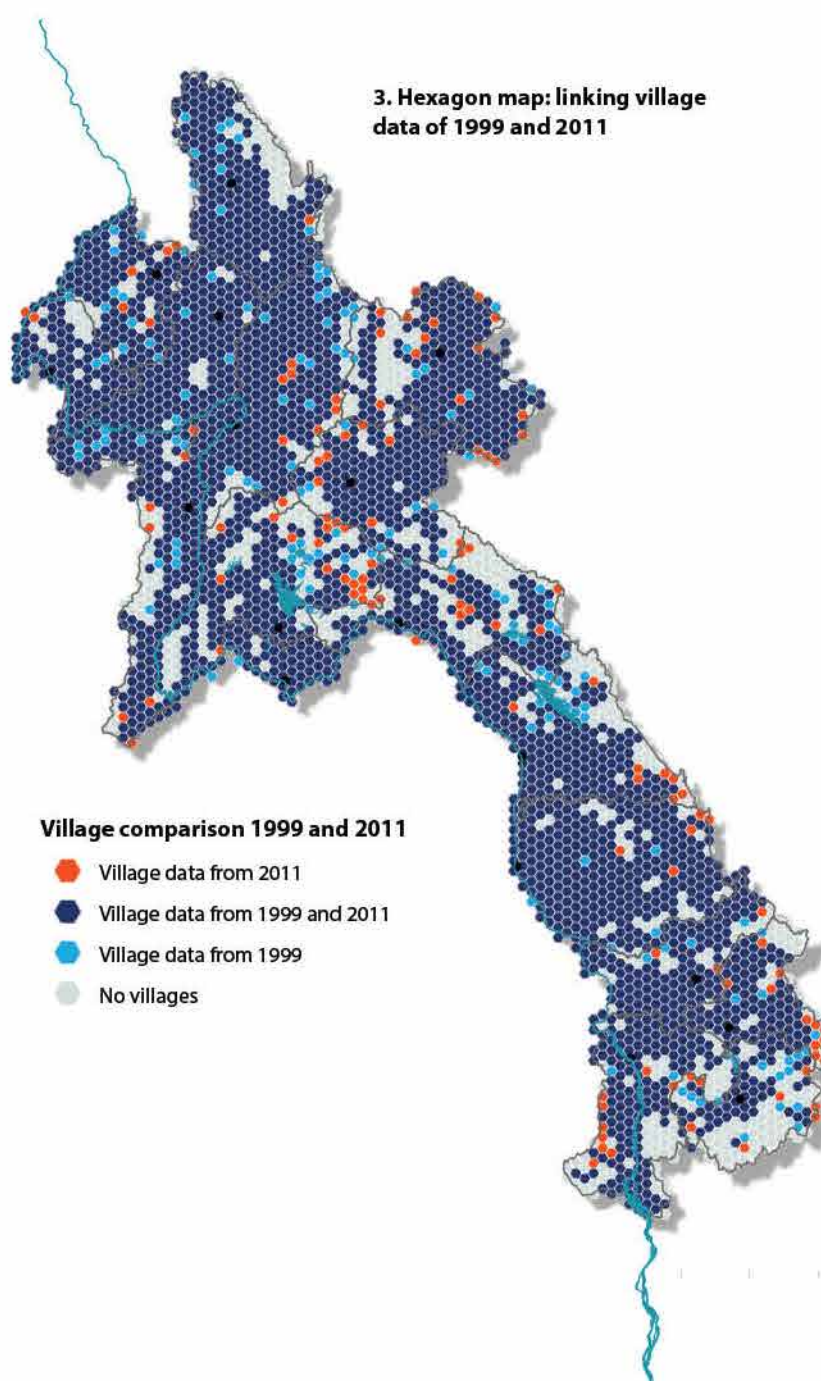 3. Hexagon map: linking village
data of 1999 and 2011
Village comparison 1999 and 2011
Village data from 2011
Village data from 1999 and 2011
Village data from 1999
No villages